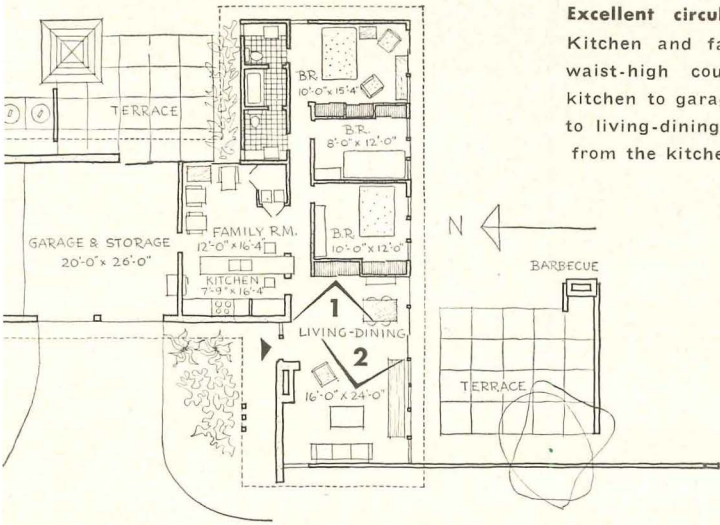 Excellent circul
Kitchen and fa
waist-high cou
kitchen to garag
to living-dining
from the kitche
TERRACE
BR.
10'-0" x 15'-4"
B.R.
8'-0" x 12'-0"
GARAGE & STORAGE
20'-0" x 26'-0"
FAMILY RM.
12'-0" x 16'-4"
B.R.
10'-0" x 12'-0"
KITCHEN
7'-9" x 16'-4"
N
BARBECUE
1
LIVING-DINING
2
16'-0" x 24'-0"
TERRACE